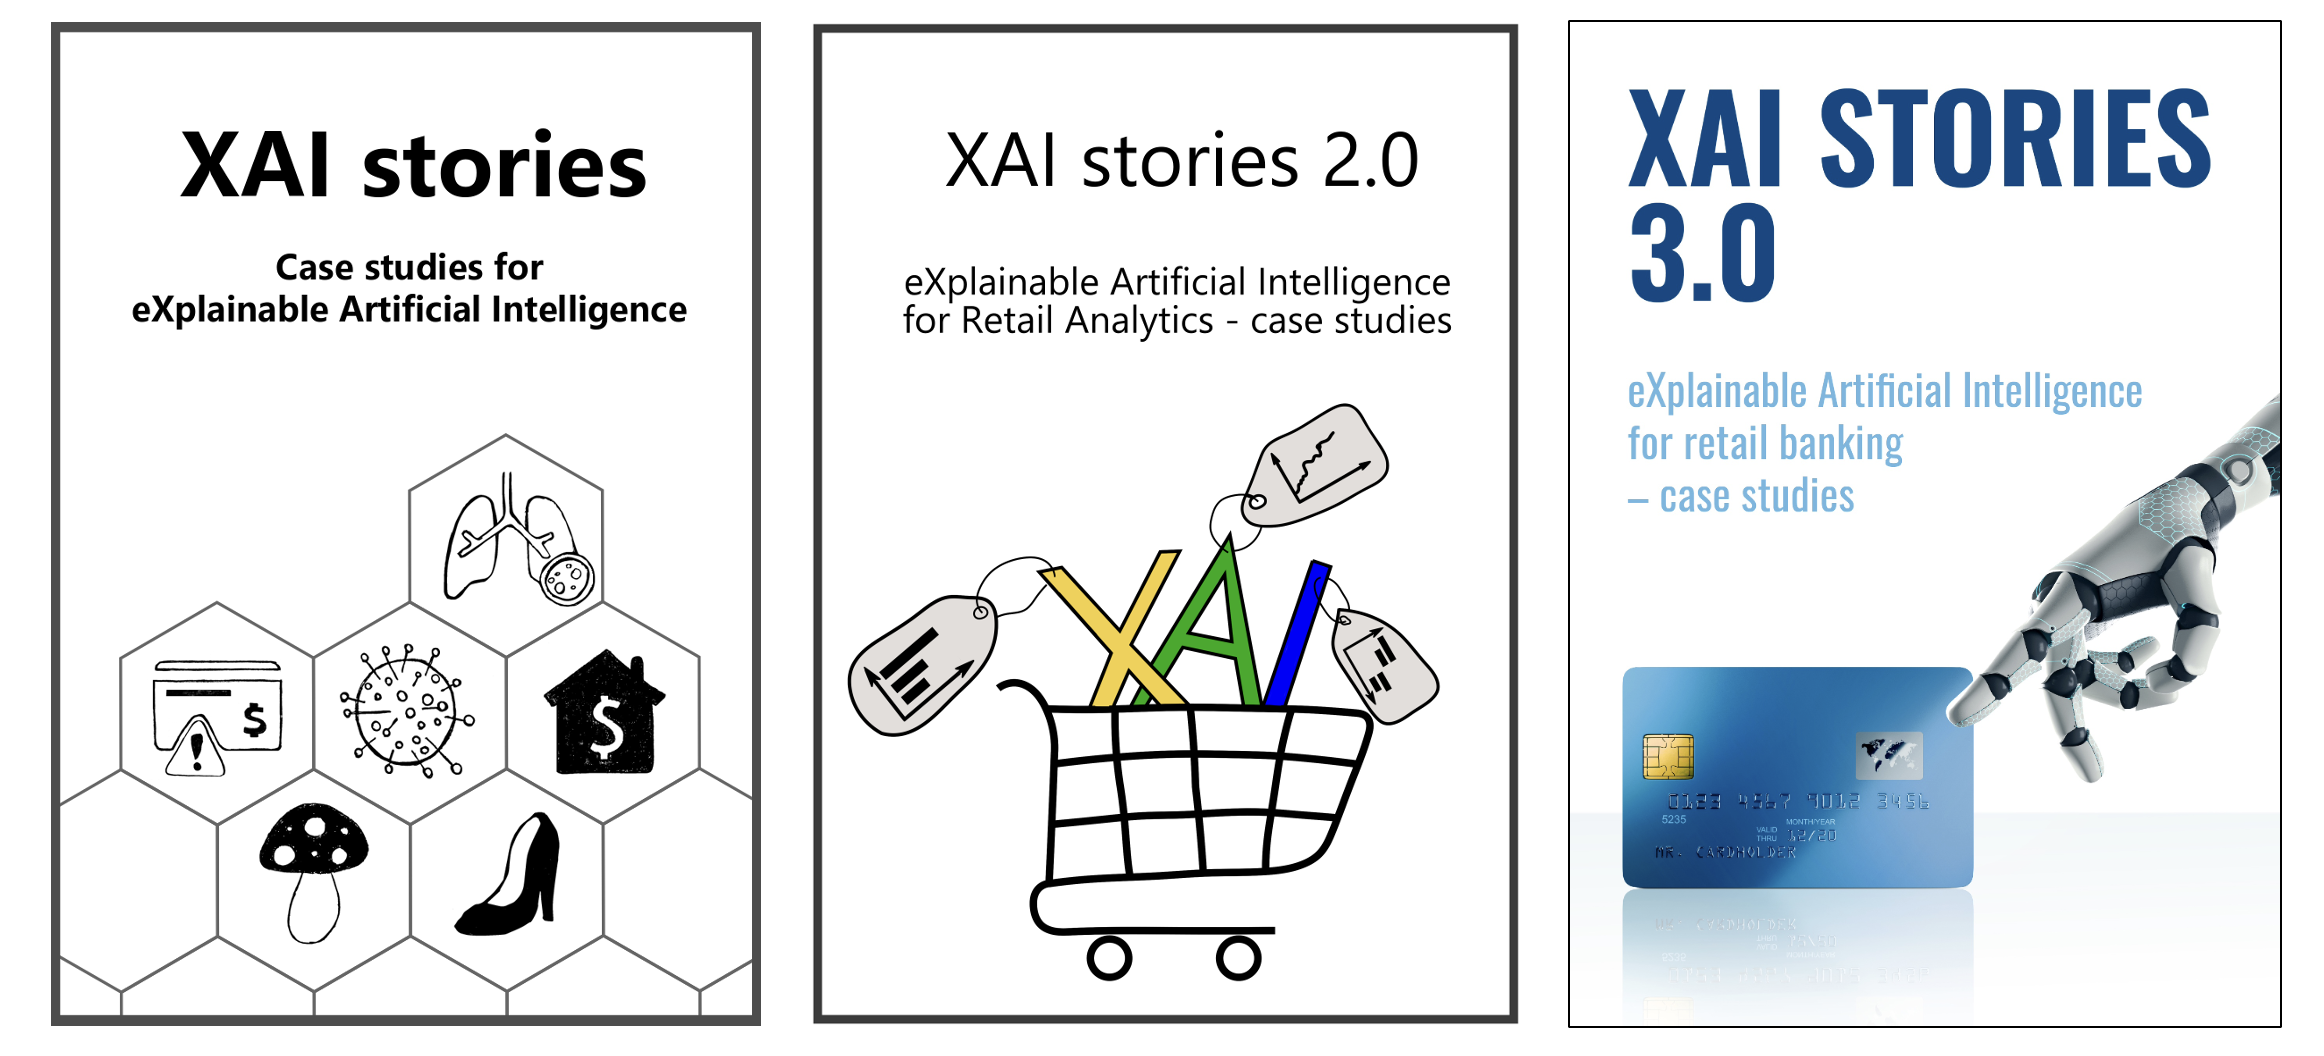 XAI stories
Case studies for
eXplainable Artificial Intelligence
$
$
XAI stories 2.0
eXplainable Artificial Intelligence
for Retail Analytics - case studies
XAI
XAI STORIES
3.0
eXplainable Artificial Intelligence
for retail banking
– case studies
0123 4567 9012 3456
5235
MONTH/YEAR
VALID
THRU
12/20
MR. CARDHOLDER